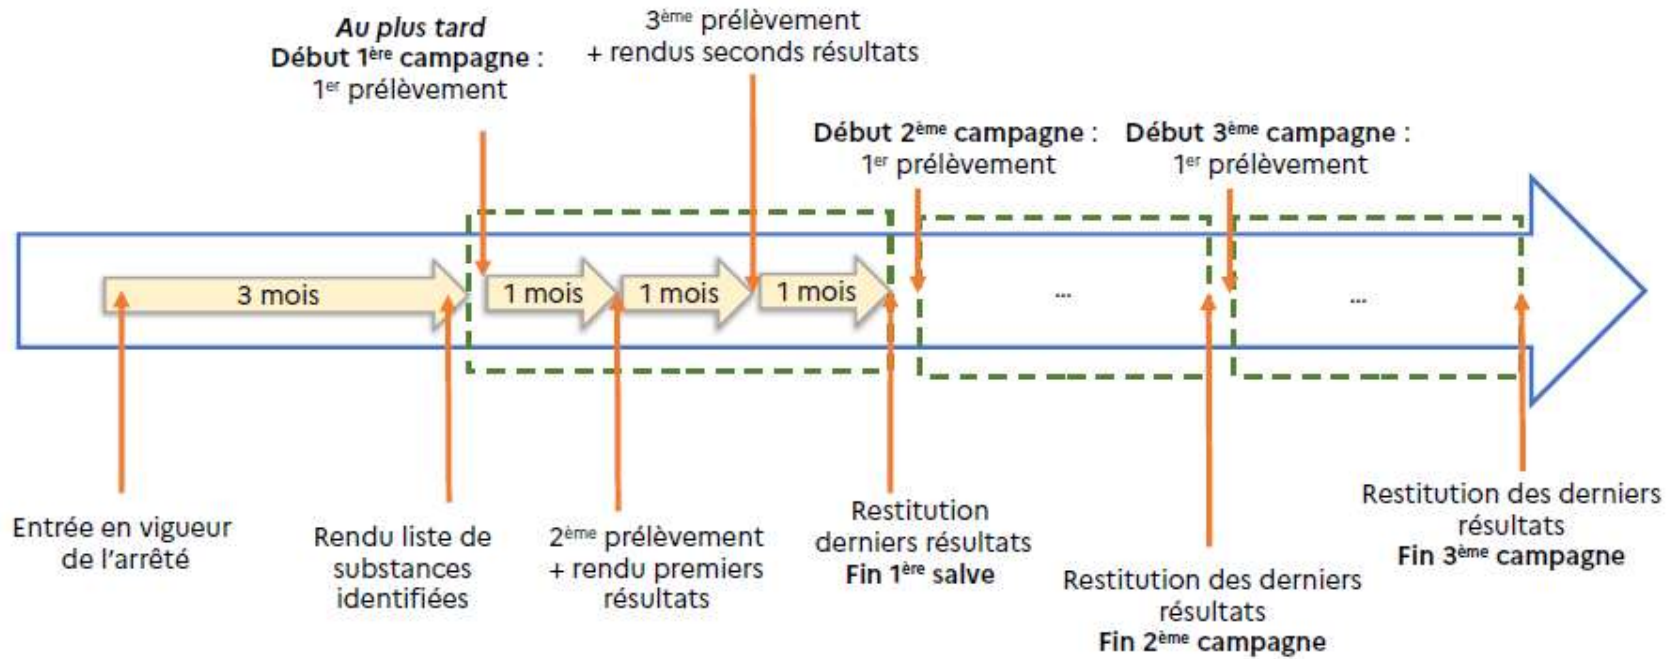 Au plus tard
Début 1ère campagne :
1er prélèvement
3ème prélèvement
+ rendus seconds résultats
Début 2ème campagne :
1er prélèvement
Début 3ème campagne :
1er prélèvement
3 mois
1 mois
1 mois
1 mois
...
...
Entrée en vigueur
de l'arrêté
Rendu liste de
substances
identifiées
2ème prélèvement
+ rendu premiers
résultats
Restitution
derniers résultats
Fin 1ère salve
Restitution des derniers
résultats
Fin 2ème campagne
Restitution des derniers
résultats
Fin 3ème campagne